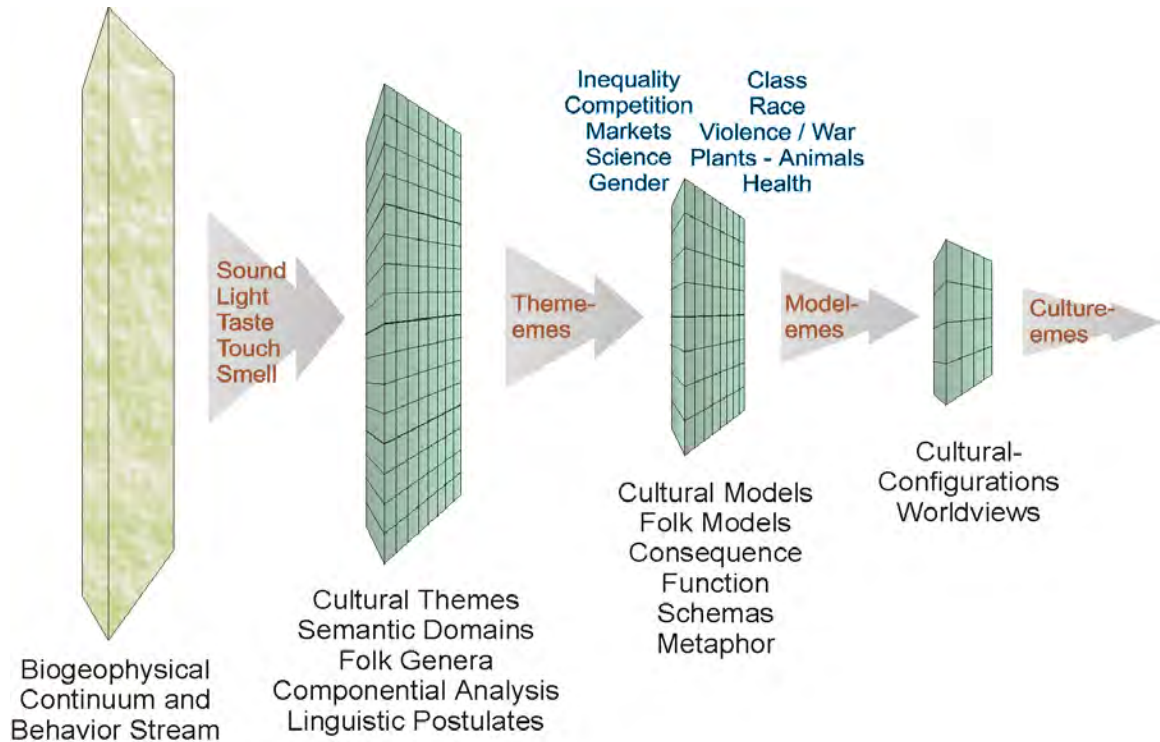 Inequality
Competition
Markets
Science
Gender
Class
Race
Violence / War
Plants - Animals
Health
Sound
Light
Taste
Touch
Smell
Theme-
emes
Model-
emes
Culture-
emes
Biogeophysical
Continuum and
Behavior Stream
Cultural Themes
Semantic Domains
Folk Genera
Componential Analysis
Linguistic Postulates
Cultural Models
Folk Models
Consequence
Function
Schemas
Metaphor
Cultural-
Configurations
Worldviews